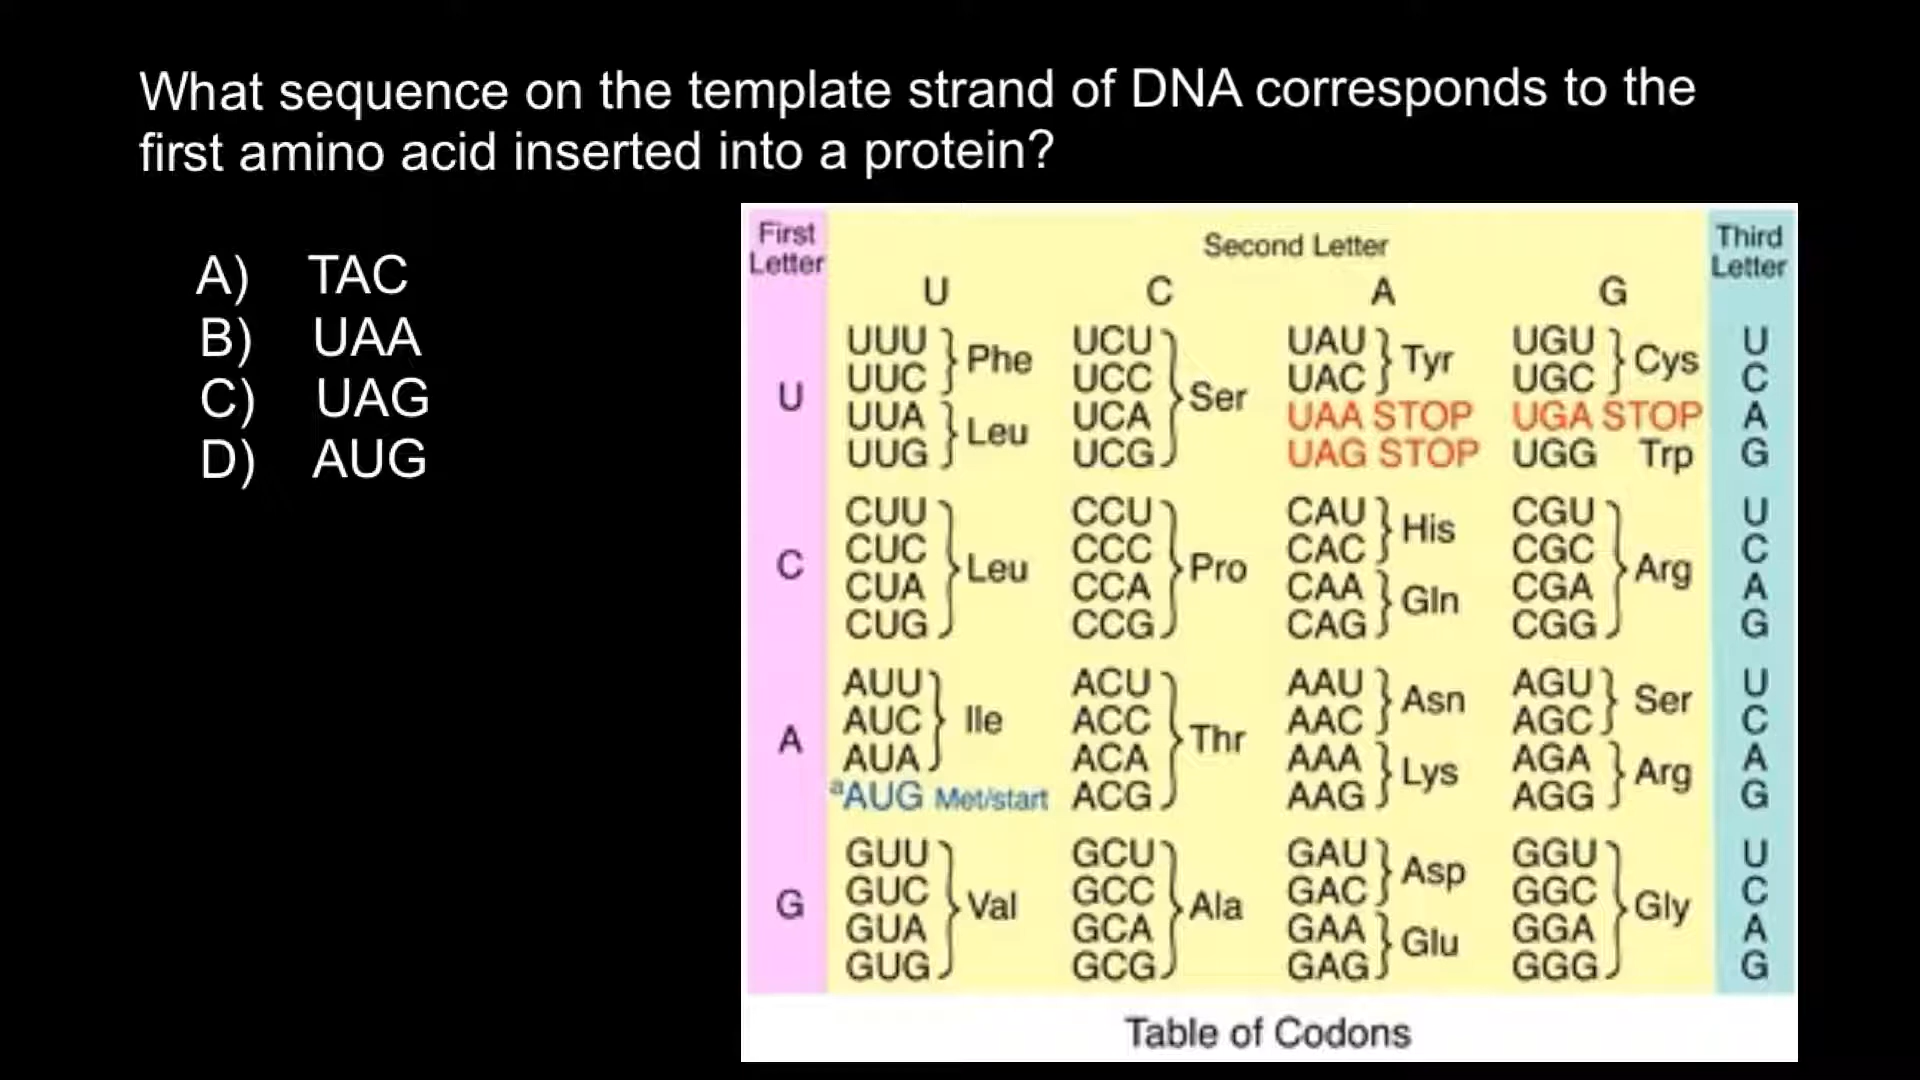 What sequence on the template strand of DNA corresponds to the
first amino acid inserted into a protein?
A) TAC
B) UAA
C) UAG
D) AUG
First Letter
Second Letter
Third Letter
U C A G
U
UUU UUC Phe
UUA UUG Leu
UCU UCC UCA UCG Ser
UAU UAC Tyr
UAA STOP
UAG STOP
UGU UGC Cys
UGA STOP
UGG Trp
U C A G
C
CUU CUC CUA CUG Leu
CCU CCC CCA CCG Pro
CAU CAC His
CAA CAG Gln
CGU CGC CGA CGG Arg
U C A G
A
AUU AUC AUA Ile
aAUG Met/start
ACU ACC ACA ACG Thr
AAU AAC Asn
AAA AAG Lys
AGU AGC Ser
AGA AGG Arg
U C A G
G
GUU GUC GUA GUG Val
GCU GCC GCA GCG Ala
GAU GAC Asp
GAA GAG Glu
GGU GGC GGA GGG Gly
U C A G
Table of Codons